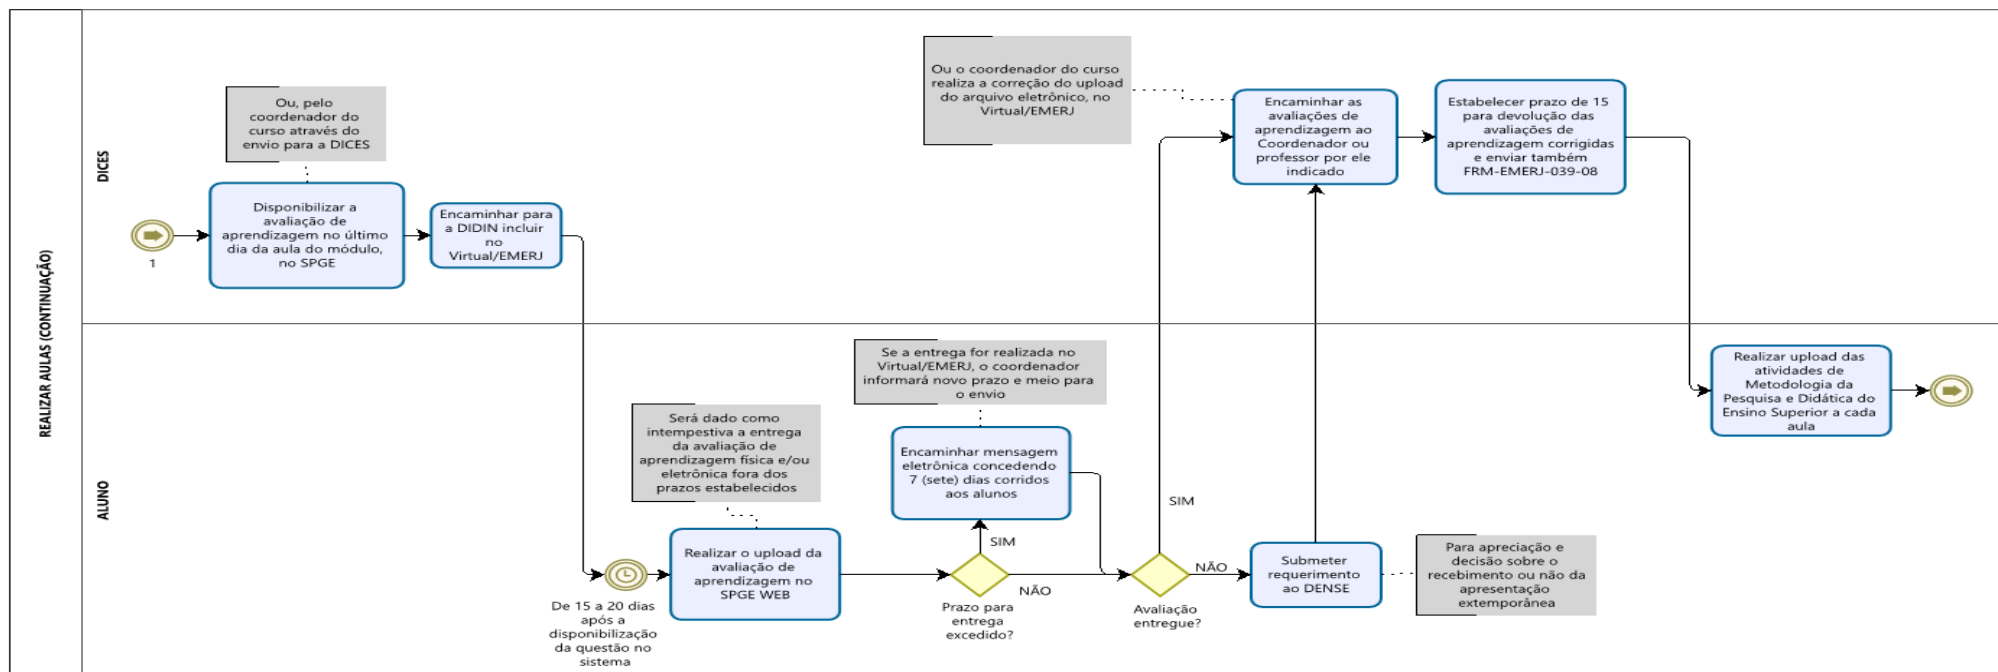 REALIZAR AULAS (CONTINUAÇÃO)
DICES
Ou, pelo
coordenador do
curso através do
envio para a DICES
1
Disponibilizar a
avaliação de
aprendizagem no último
dia da aula do módulo,
no SPGE
Encaminhar para
a DIDIN incluir
no
Virtual/EMERJ
Ou o coordenador do curso
realiza a correção do upload
do arquivo eletrônico, no
Virtual/EMERJ
Encaminhar as
avaliações de
aprendizagem ao
Coordenador ou
professor por ele
indicado
Estabelecer prazo de 15
para devolução das
avaliações de
aprendizagem corrigidas
e enviar também
FRM-EMERJ-039-08
ALUNO
De 15 a 20 dias
após a
disponibilização
da questão no
sistema
Será dado como
intempestiva a entrega
da avaliação de
aprendizagem física e/ou
eletrônica fora dos
prazos estabelecidos
Realizar o upload da
avaliação de
aprendizagem no
SPGE WEB
Se a entrega for realizada no
Virtual/EMERJ, o coordenador
informará novo prazo e meio para
o envio
Encaminhar mensagem
eletrônica concedendo
7 (sete) dias corridos
aos alunos
SIM
NÃO
Prazo para
entrega
excedido?
SIM
NÃO
Avaliação
entregue?
Submeter
requerimento
ao DENSE
Para apreciação e
decisão sobre o
recebimento ou não da
apresentação
extemporânea
Realizar upload das
atividades de
Metodologia da
Pesquisa e Didática do
Ensino Superior a cada
aula